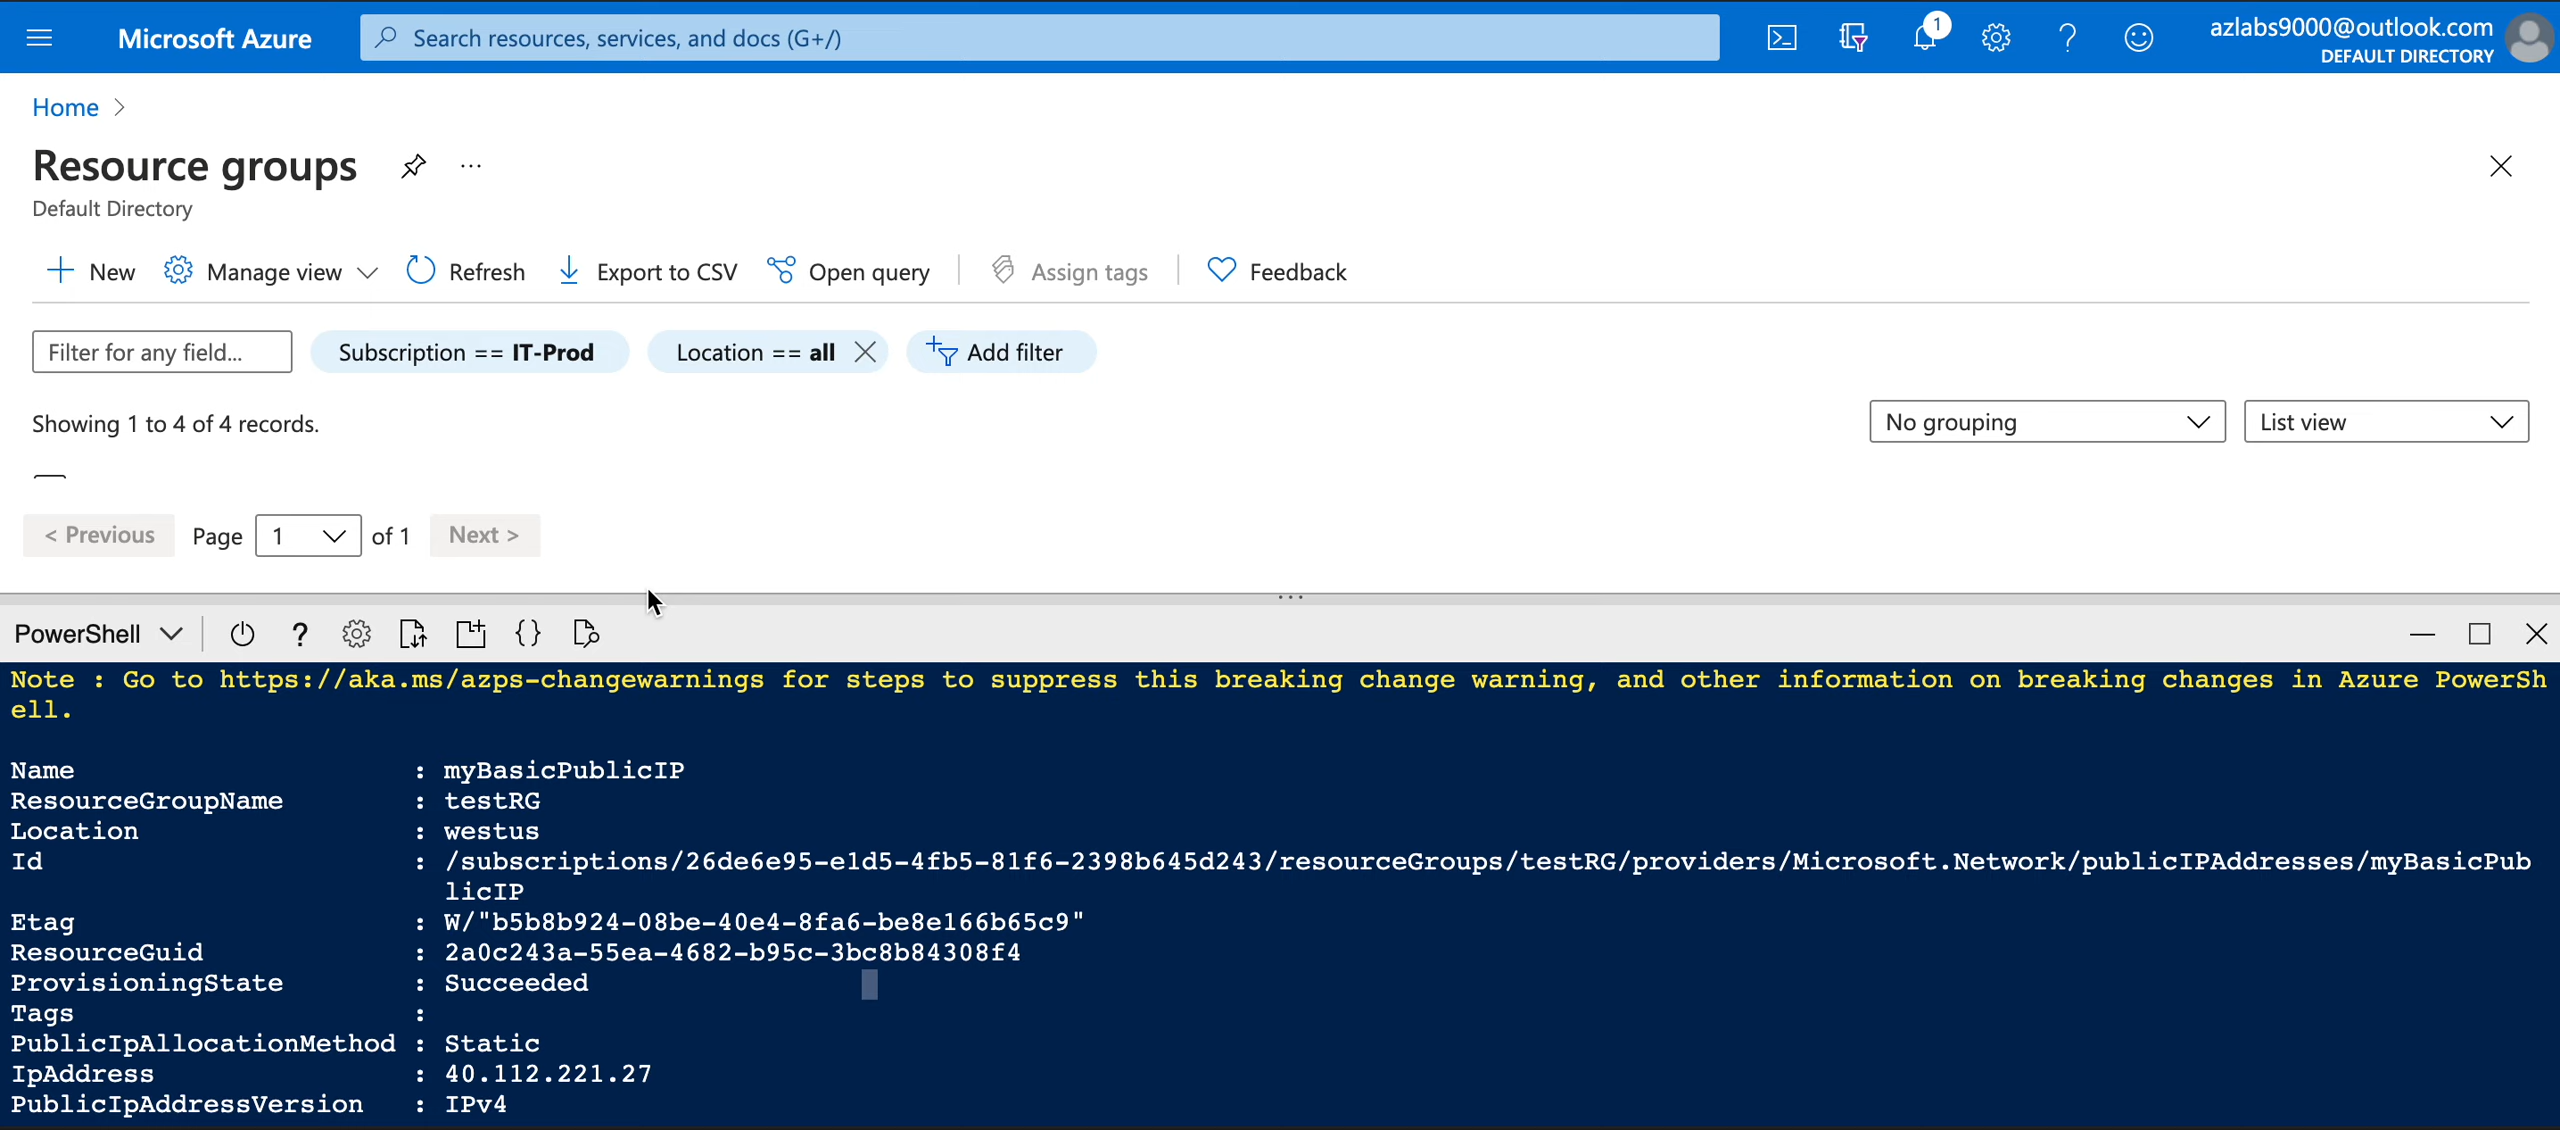 Microsoft Azure
Search resources, services, and docs (G+/)
1
azlabs9000@outlook.com
DEFAULT DIRECTORY
Home >
Resource groups
Default Directory
New Manage view Refresh Export to CSV Open query Assign tags Feedback
Filter for any field... Subscription == IT-Prod Location == all Add filter
Showing 1 to 4 of 4 records. No grouping List view
< Previous Page 1 of 1 Next >
PowerShell
Note : Go to https://aka.ms/azps-changewarnings for steps to suppress this breaking change warning, and other information on breaking changes in Azure PowerSh
ell.
Name : myBasicPublicIP
ResourceGroupName : testRG
Location : westus
Id : /subscriptions/26de6e95-e1d5-4fb5-81f6-2398b645d243/resourceGroups/testRG/providers/Microsoft.Network/publicIPAddresses/myBasicPub
licIP
Etag : W/"b5b8b924-08be-40e4-8fa6-be8e166b65c9"
ResourceGuid : 2a0c243a-55ea-4682-b95c-3bc8b84308f4
ProvisioningState : Succeeded
Tags :
PublicIpAllocationMethod : Static
IpAddress : 40.112.221.27
PublicIpAddressVersion : IPv4